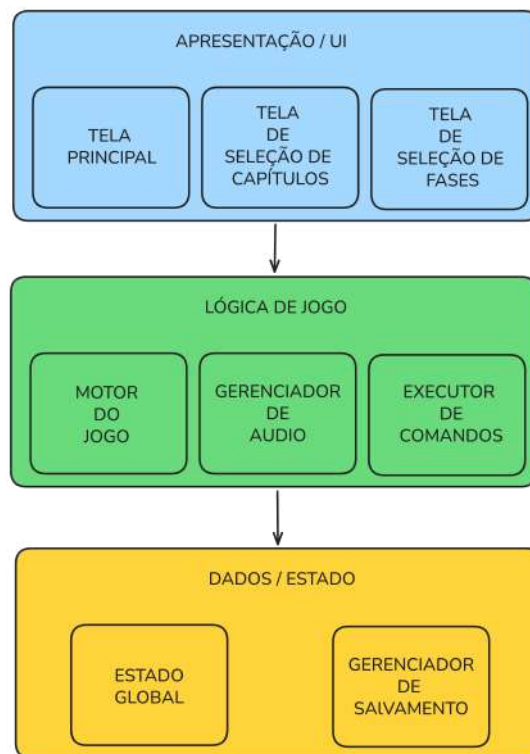 APRESENTAÇÃO / UI
TELA
PRINCIPAL
TELA
DE
SELEÇÃO DE
CAPÍTULOS
TELA
DE
SELEÇÃO DE
FASES
LÓGICA DE JOGO
MOTOR
DO
JOGO
GERENCIADOR
DE
AUDIO
EXECUTOR
DE
COMANDOS
DADOS / ESTADO
ESTADO
GLOBAL
GERENCIADOR
DE
SAlVAMENTO